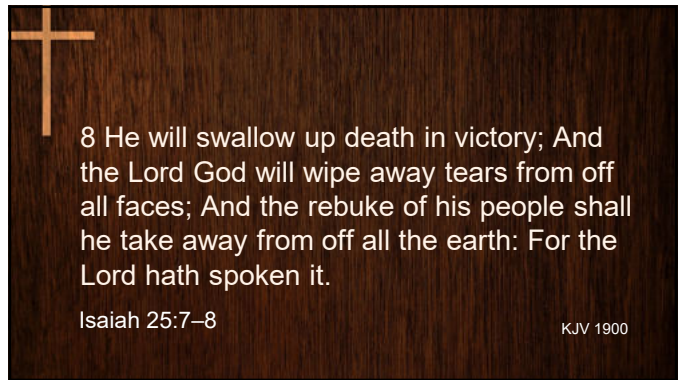 8 He will swallow up death in victory; And
the Lord God will wipe away tears from off
all faces; And the rebuke of his people shall
he take away from off all the earth: For the
Lord hath spoken it.
Isaiah 25:7–8
KJV 1900